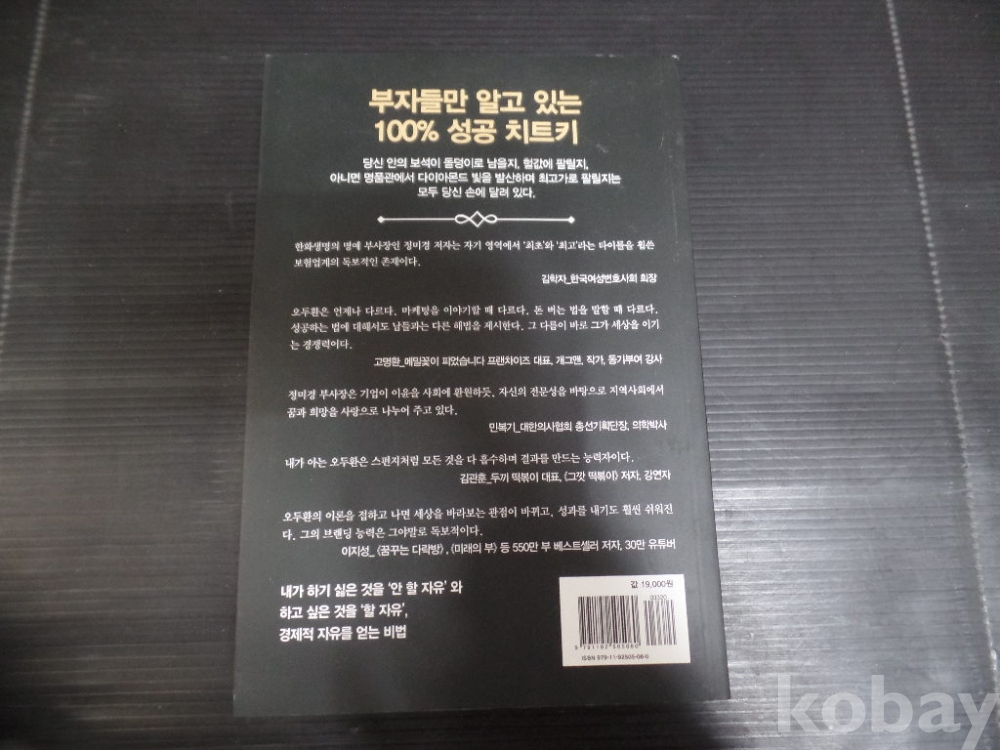 부자들만 알고 있는
100% 성공 치트키
당신 안의 보석이 돌덩이로 남을지, 헐값에 팔릴지,
아니면 명품관에서 다이아몬드 빛을 발산하며 최고가로 팔릴지는
모두 당신 손에 달려 있다.
한화생명의 명예 부사장인 정미경 저자는 자기 영역에서 '최초'와 '최고'라는 타이틀을 휩쓴
보험업계의 독보적인 존재이다.
김학자_한국여성변호사회 회장
오두환은 언제나 다르다. 마케팅을 이야기할 때 다르다. 돈 버는 법을 말할 때 다르다.
성공하는 법에 대해서도 남들과는 다른 해법을 제시한다. 그 다름이 바로 그가 세상을 이기
는 경쟁력이다.
고명환_메밀꽃이 피었습니다 프랜차이즈 대표, 개그맨, 작가, 동기부여 강사
정미경 부사장은 기업이 이윤을 사회에 환원하듯, 자신의 전문성을 바탕으로 지역사회에서
꿈과 희망을 사랑으로 나누어 주고 있다.
민복기_대한의사협회 총선기획단장, 의학박사
내가 아는 오두환은 스펀지처럼 모든 것을 다 흡수하며 결과를 만드는 능력자이다.
김관훈_두끼 떡볶이 대표, 《그깟 떡볶이》 저자, 강연자
오두환의 이론을 접하고 나면 세상을 바라보는 관점이 바뀌고, 성과를 내기도 훨씬 쉬워진
다. 그의 브랜딩 능력은 그야말로 독보적이다.
이지성_《꿈꾸는 다락방》, 《미래의 부》 등 550만 부 베스트셀러 저자, 30만 유튜버
내가 하기 싫은 것을 '안 할 자유'와
하고 싶은 것을 '할 자유',
경제적 자유를 얻는 비법
값 19,000원
03320
9 791192 505060
ISBN 979-11-92505-06-0
kobay